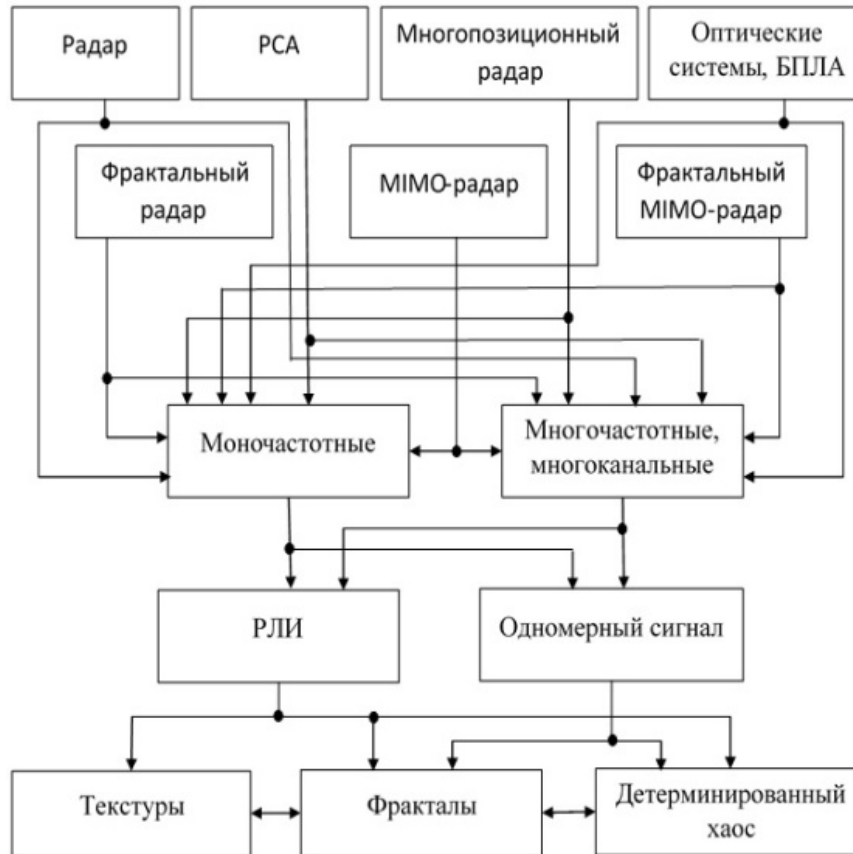 Радар
РСА
Многопозиционный
радар
Оптические
системы, БПЛА
Фрактальный
радар
MIMO-радар
Фрактальный
MIMO-радар
Моночастотные
Многочастотные,
многоканальные
РЛИ
Одномерный сигнал
Текстуры
Фракталы
Детерминированный
хаос